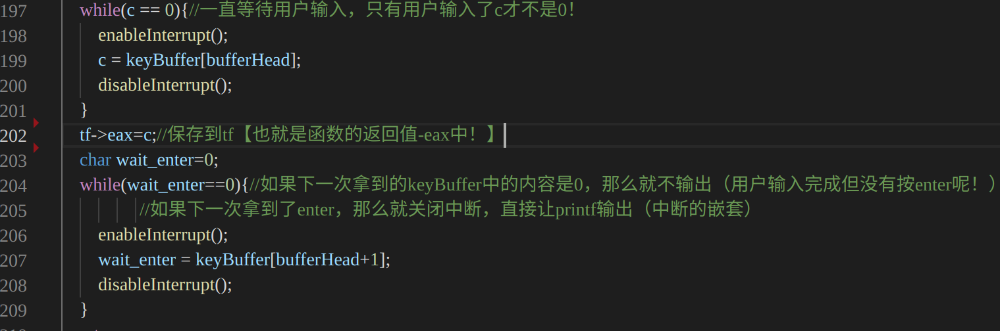 197 while(c == 0){//一直等待用户输入，只有用户输入了c才不是0！
198 enableInterrupt();
199 c = keyBuffer[bufferHead];
200 disableInterrupt();
201 }
202 tf->eax=c;//保存到tf【也就是函数的返回值-eax中！】
203 char wait_enter=0;
204 while(wait_enter==0){//如果下一次拿到的keyBuffer中的内容是0，那么就不输出（用户输入完成但没有按enter呢！）
205 //如果下一次拿到了enter，那么就关闭中断，直接让printf输出（中断的嵌套）
206 enableInterrupt();
207 wait_enter = keyBuffer[bufferHead+1];
208 disableInterrupt();
209 }